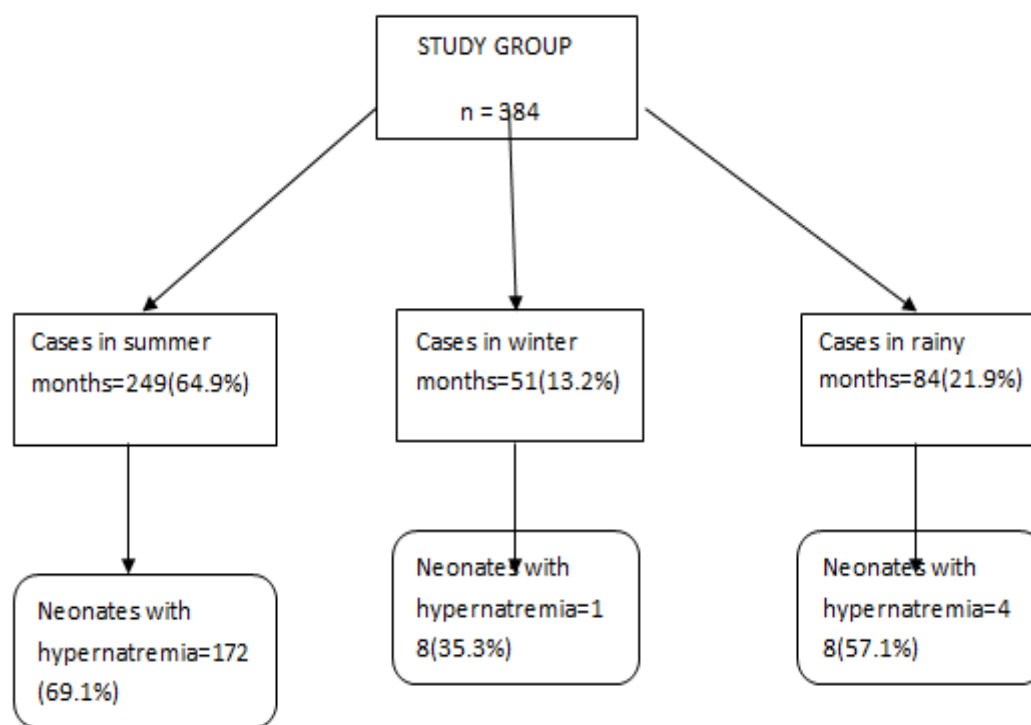 STUDY GROUP
n = 384
Cases in summer
months=249(64.9%)
Cases in winter
months=51(13.2%)
Cases in rainy
months=84(21.9%)
Neonates with
hypernatremia=172
(69.1%)
Neonates with
hypernatremia=1
8(35.3%)
Neonates with
hypernatremia=4
8(57.1%)